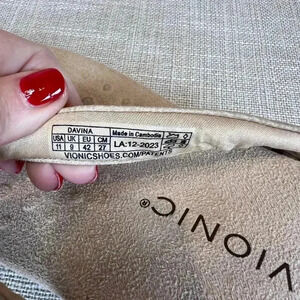 DAVINA
USA UK EU CM
11 9 42 27
Made in Cambodia
LA:12-2023
VIONICSHOES.COM/PATENTS
VIONIC®